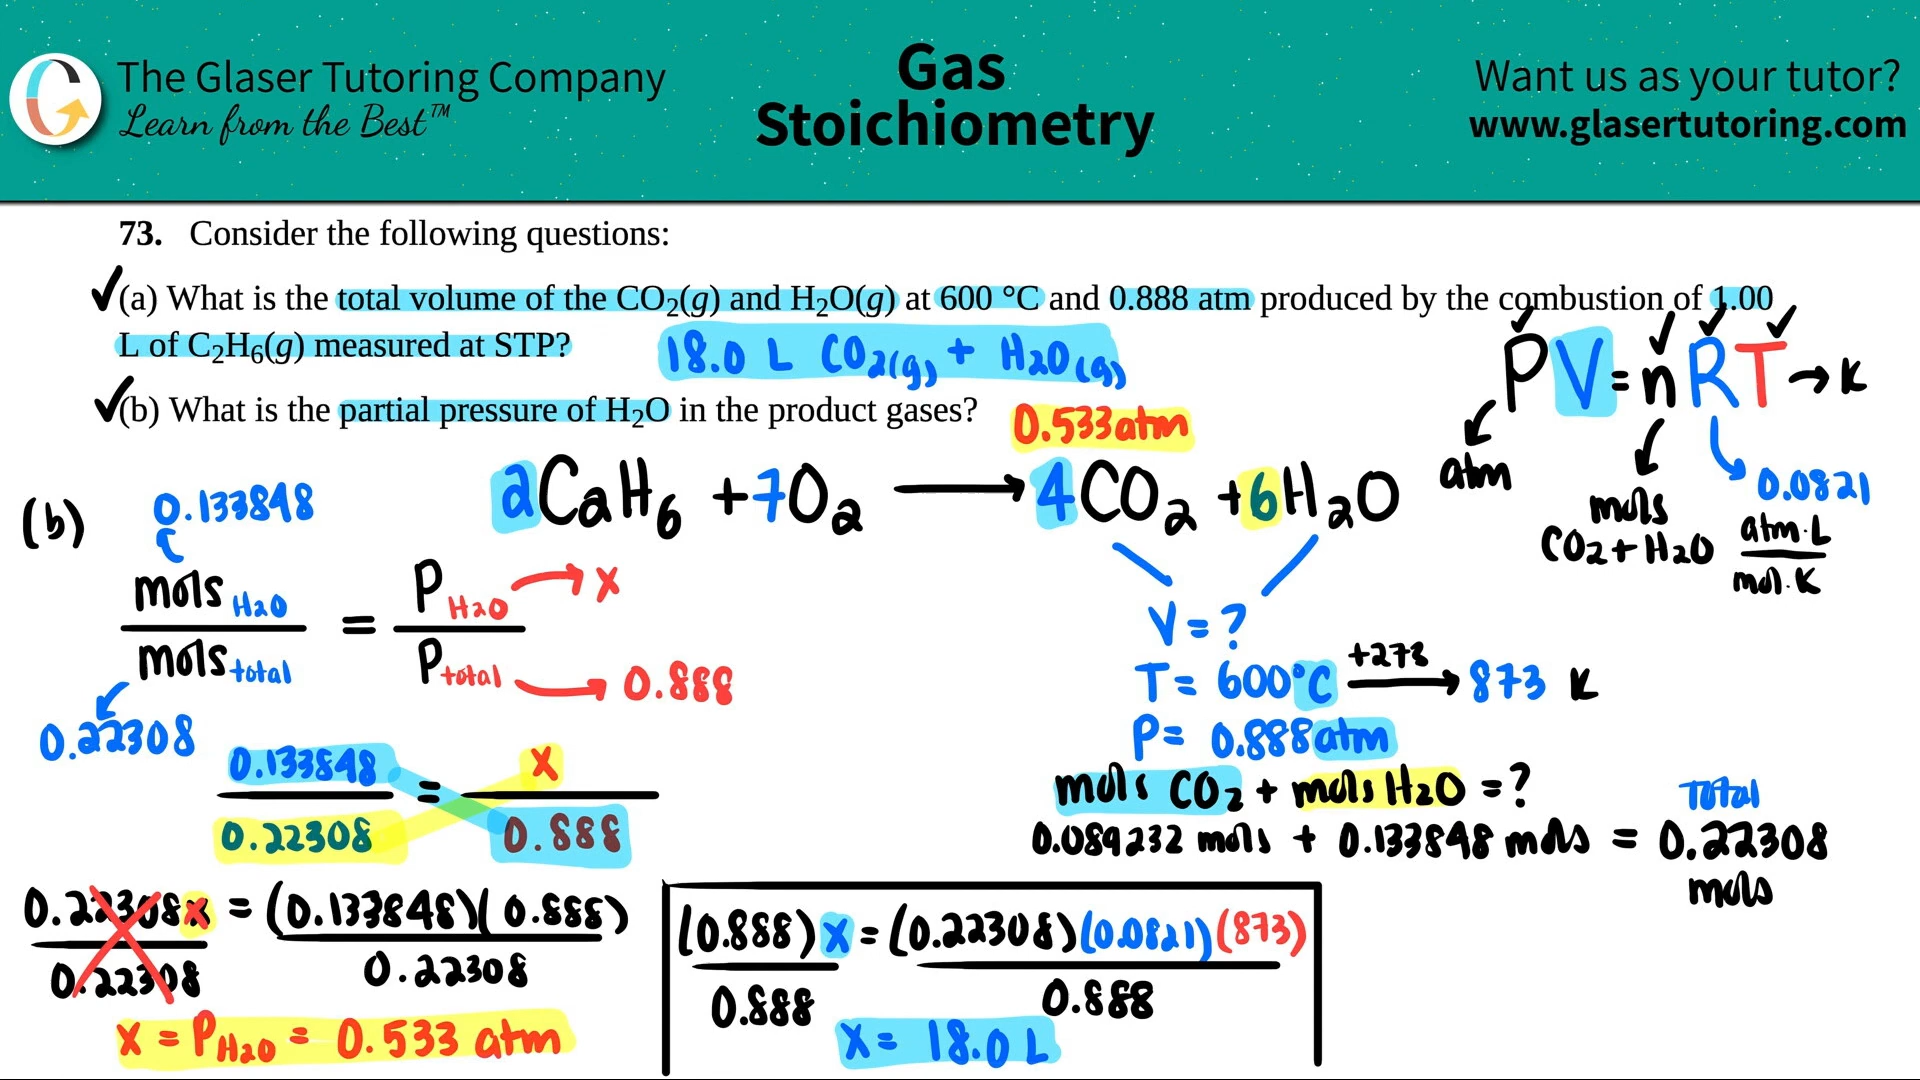 The Glaser Tutoring Company
Learn from the Best™
Gas
Stoichiometry
Want us as your tutor?
www.glasertutoring.com
73. Consider the following questions:
✓(a) What is the total volume of the CO₂(g) and H₂O(g) at 600 °C and 0.888 atm produced by the combustion of 1.00
L of C₂H₆(g) measured at STP?
18.0 L CO₂(g) + H₂O(g)
✓(b) What is the partial pressure of H₂O in the product gases?
0.533 atm
PV = nRT → K
atm
mols
CO₂ + H₂O
0.0821
atm·L
mol·K
2C₂H₆ + 7O₂ → 4CO₂ + 6H₂O
V = ?
T = 600°C +273 → 873 K
P = 0.888 atm
mols CO₂ + mols H₂O = ?
Total
0.089232 mols + 0.133848 mols = 0.22308
mols
(b)
0.133848
mols H₂O = P H₂O → x
mols total P total → 0.888
0.22308
0.133848 = x
0.22308 0.888
0.22308x = (0.133848)(0.888)
0.22308 0.22308
x = P H₂O = 0.533 atm
(0.888)x = (0.22308)(0.0821)(873)
0.888 0.888
x = 18.0 L